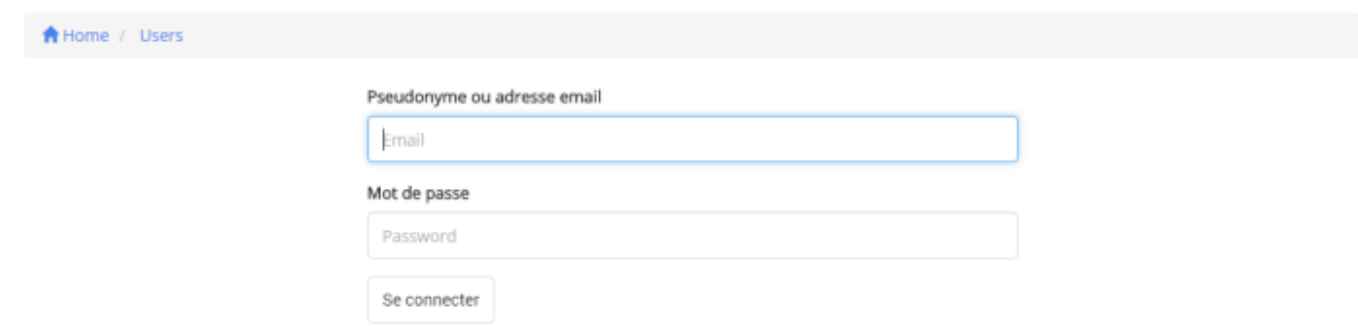 Home / Users
Pseudonyme ou adresse email
Email
Mot de passe
Password
Se connecter